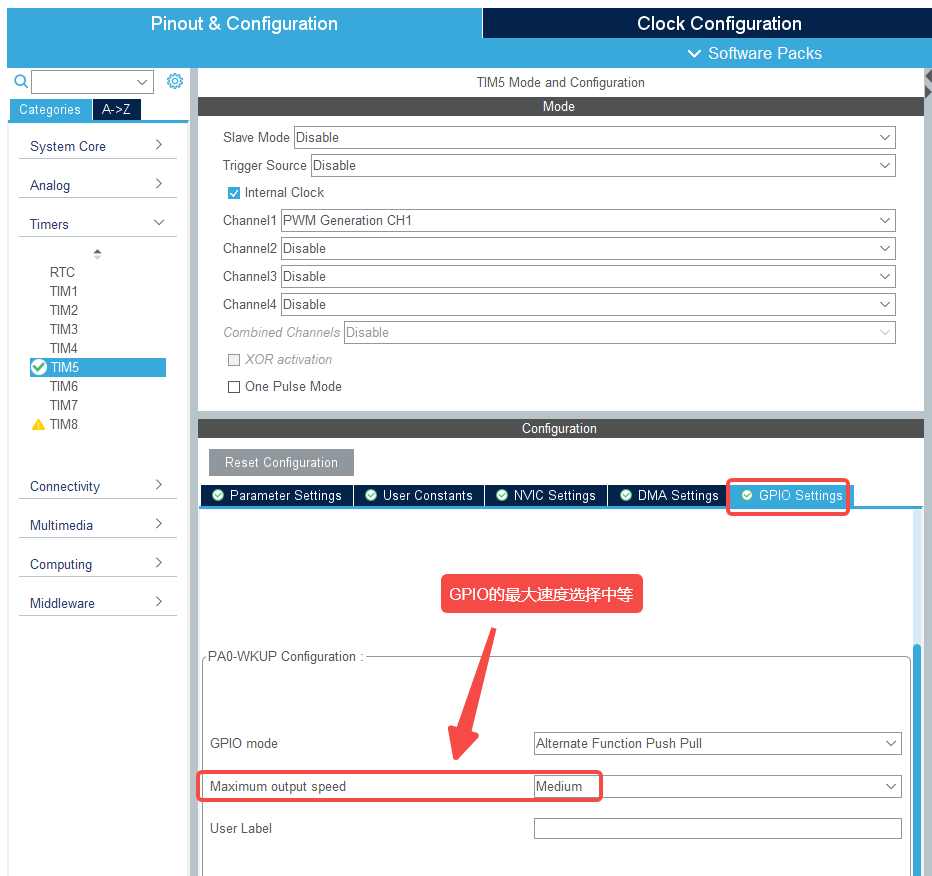 Pinout & Configuration
Clock Configuration
Software Packs
Categories
A->Z
System Core
Analog
Timers
RTC
TIM1
TIM2
TIM3
TIM4
TIM5
TIM6
TIM7
TIM8
Connectivity
Multimedia
Computing
Middleware
TIM5 Mode and Configuration
Mode
Slave Mode Disable
Trigger Source Disable
Internal Clock
Channel1 PWM Generation CH1
Channel2 Disable
Channel3 Disable
Channel4 Disable
Combined Channels Disable
XOR activation
One Pulse Mode
Configuration
Reset Configuration
Parameter Settings
User Constants
NVIC Settings
DMA Settings
GPIO Settings
GPIO的最大速度选择中等
PA0-WKUP Configuration :
GPIO mode Alternate Function Push Pull
Maximum output speed Medium
User Label